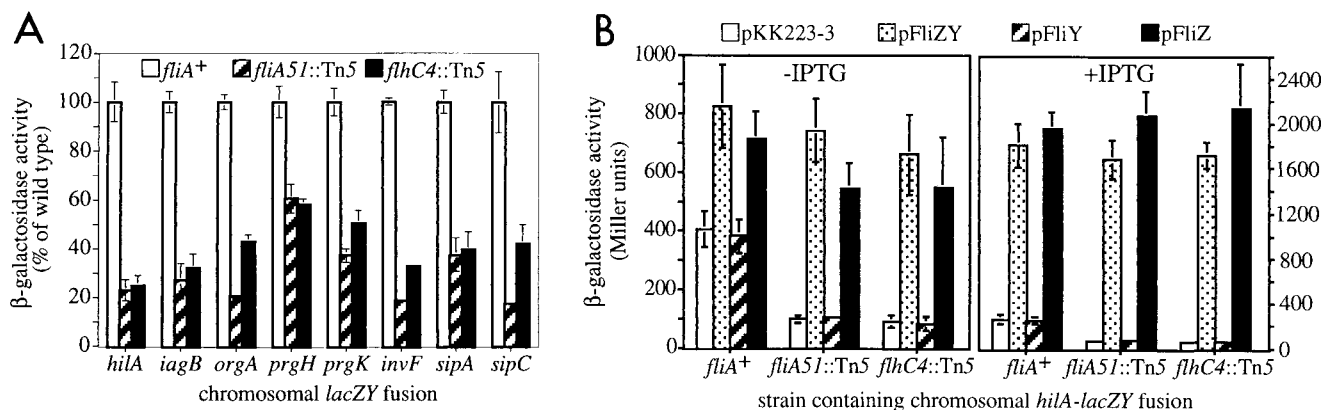 A
β-galactosidase activity
(% of wild type)
120
100
80
60
40
20
0
fliA+ fliA51::Tn5 flhC4::Tn5
hilA iagB orgA prgH prgK invF sipA sipC
chromosomal lacZY fusion
B
pKK223-3 pFliZY pFliY pFliZ
β-galactosidase activity
(Miller units)
1000
800
600
400
200
0
-IPTG
+IPTG
2400
2000
1600
1200
800
400
0
fliA+ fliA51::Tn5 flhC4::Tn5 fliA+ fliA51::Tn5 flhC4::Tn5
strain containing chromosomal hilA-lacZY fusion